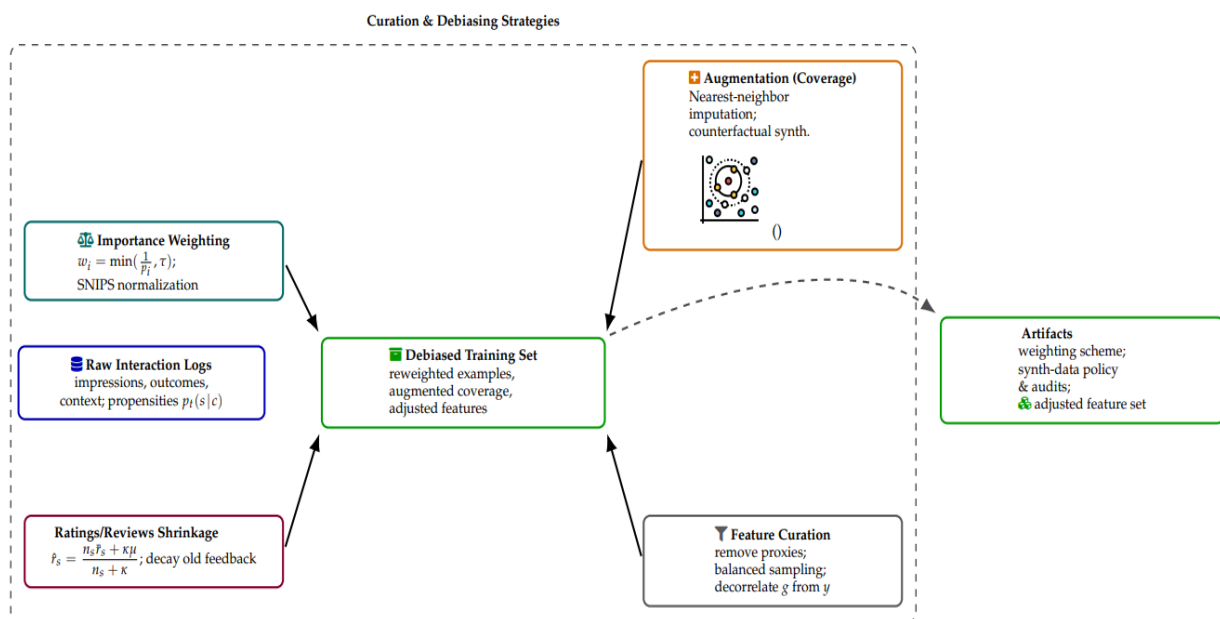 Curation & Debiasing Strategies
Augmentation (Coverage)
Nearest-neighbor
imputation;
counterfactual synth.
()
Importance Weighting
w_i = min(1/p_i, τ);
SNIPS normalization
Raw Interaction Logs
impressions, outcomes,
context; propensities p_t(s|c)
Debiased Training Set
reweighted examples,
augmented coverage,
adjusted features
Artifacts
weighting scheme;
synth-data policy
& audits;
adjusted feature set
Ratings/Reviews Shrinkage
r̂_s = (n_s r̄_s + κμ)/(n_s + κ); decay old feedback
Feature Curation
remove proxies;
balanced sampling;
decorrelate g from y